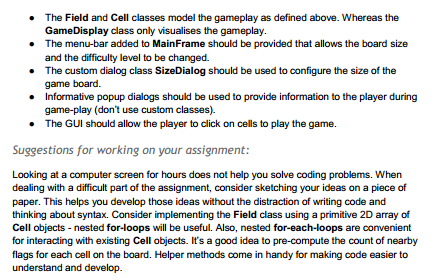 • The Field and Cell classes model the gameplay as defined above. Whereas the
GameDisplay class only visualises the gameplay.
• The menu-bar added to MainFrame should be provided that allows the board size
and the difficulty level to be changed.
• The custom dialog class SizeDialog should be used to configure the size of the
game board.
• Informative popup dialogs should be used to provide information to the player during
game-play (don't use custom classes).
• The GUI should allow the player to click on cells to play the game.
Suggestions for working on your assignment:
Looking at a computer screen for hours does not help you solve coding problems. When
dealing with a difficult part of the assignment, consider sketching your ideas on a piece of
paper. This helps you develop those ideas without the distraction of writing code and
thinking about syntax. Consider implementing the Field class using a primitive 2D array of
Cell objects - nested for-loops will be useful. Also, nested for-each-loops are convenient
for interacting with existing Cell objects. It's a good idea to pre-compute the count of nearby
flags for each cell on the board. Helper methods come in handy for making code easier to
understand and develop.